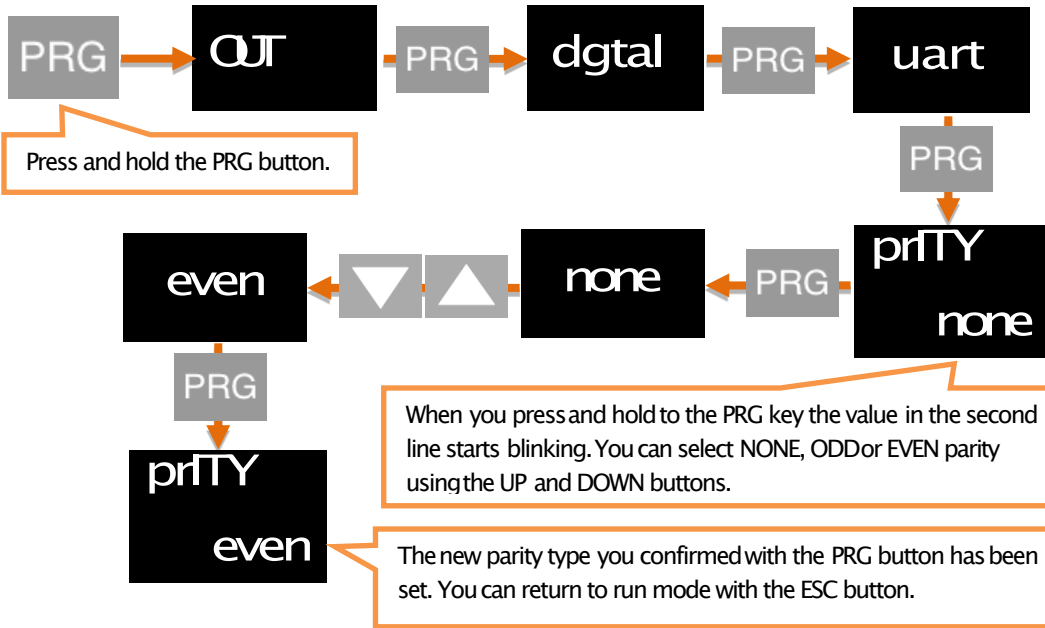 PRG
OUT
PRG
dgtal
PRG
uart
Press and hold the PRG button.
PRG
prITY
none
PRG
none
even
PRG
When you press and hold to the PRG key the value in the second
line starts blinking. You can select NONE, ODD or EVEN parity
using the UP and DOWN buttons.
prITY
even
The new parity type you confirmed with the PRG button has been
set. You can return to run mode with the ESC button.